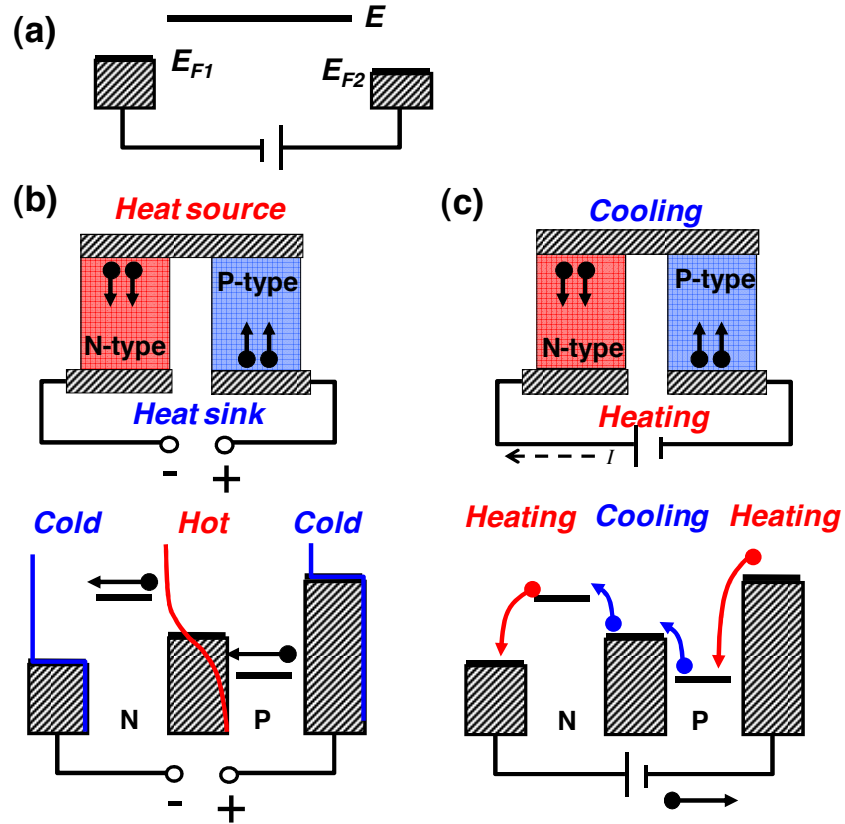 (a)
E
E_F1
E_F2
(b)
Heat source
P-type
N-type
Heat sink
- +
Cold Hot Cold
N P
- +
(c)
Cooling
P-type
N-type
Heating
I
Heating Cooling Heating
N P